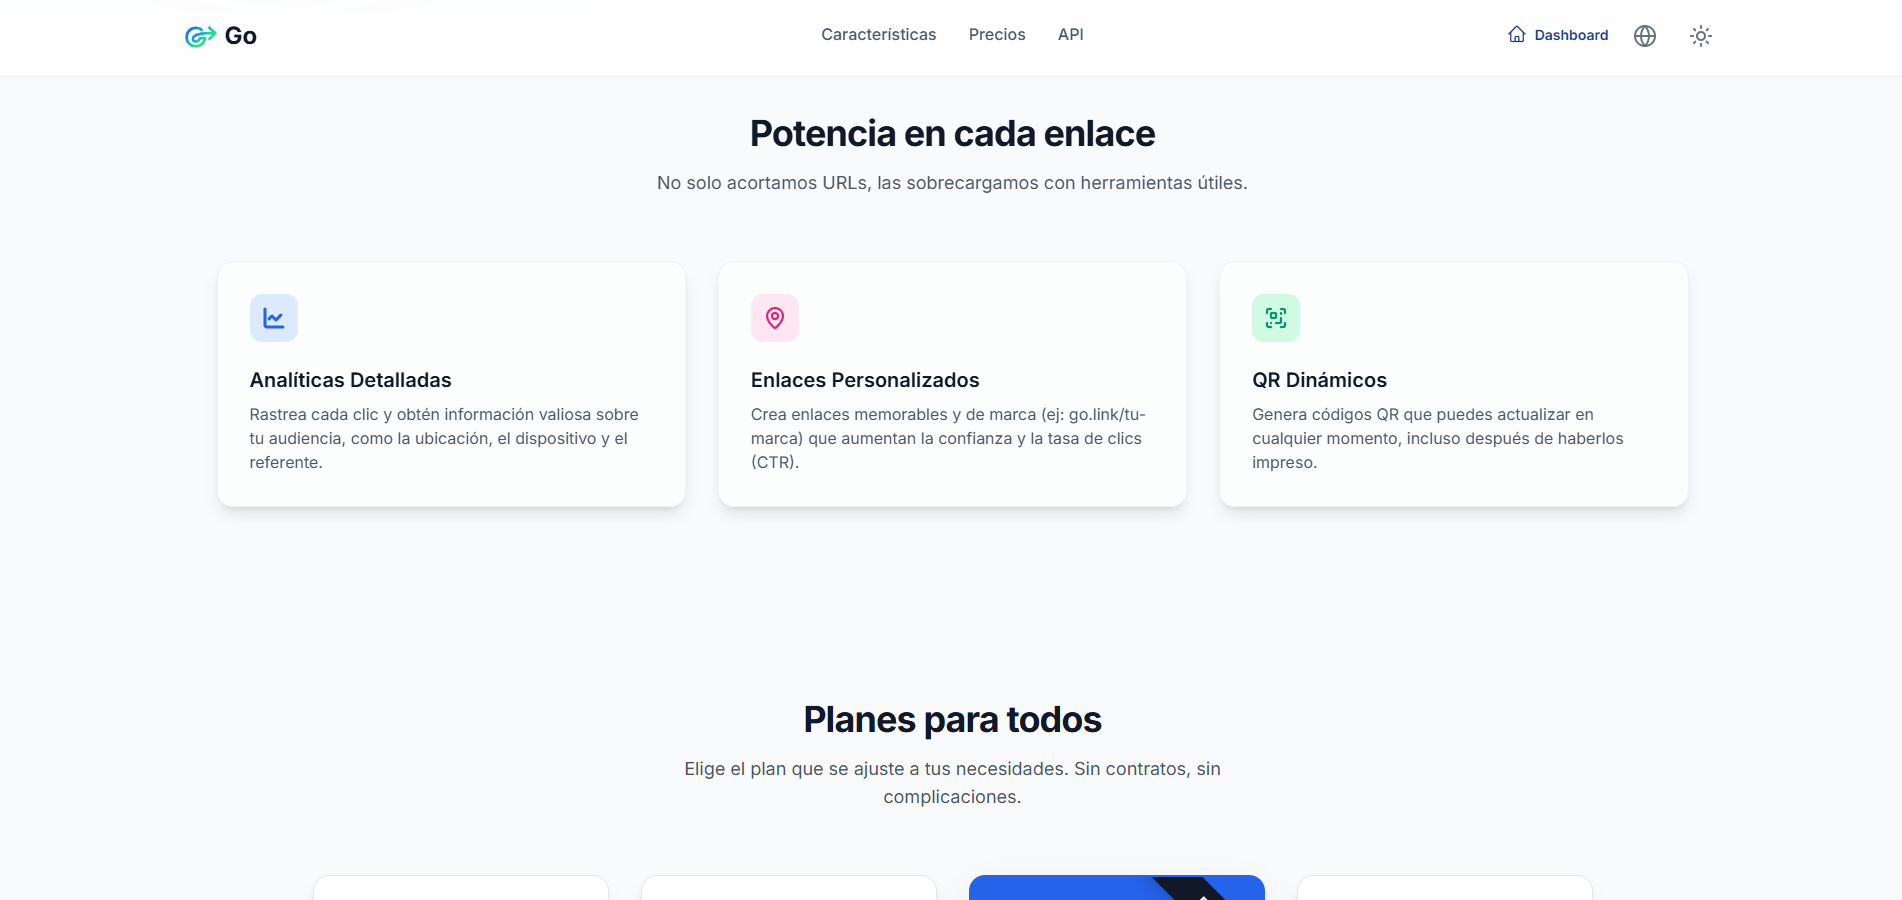 Go
Características
Precios
API
Dashboard
Potencia en cada enlace
No solo acortamos URLs, las sobrecargamos con herramientas útiles.
Analíticas Detalladas
Rastrea cada clic y obtén información valiosa sobre
tu audiencia, como la ubicación, el dispositivo y el
referente.
Enlaces Personalizados
Crea enlaces memorables y de marca (ej: go.link/tu-
marca) que aumentan la confianza y la tasa de clics
(CTR).
QR Dinámicos
Genera códigos QR que puedes actualizar en
cualquier momento, incluso después de haberlos
impreso.
Planes para todos
Elige el plan que se ajuste a tus necesidades. Sin contratos, sin
complicaciones.